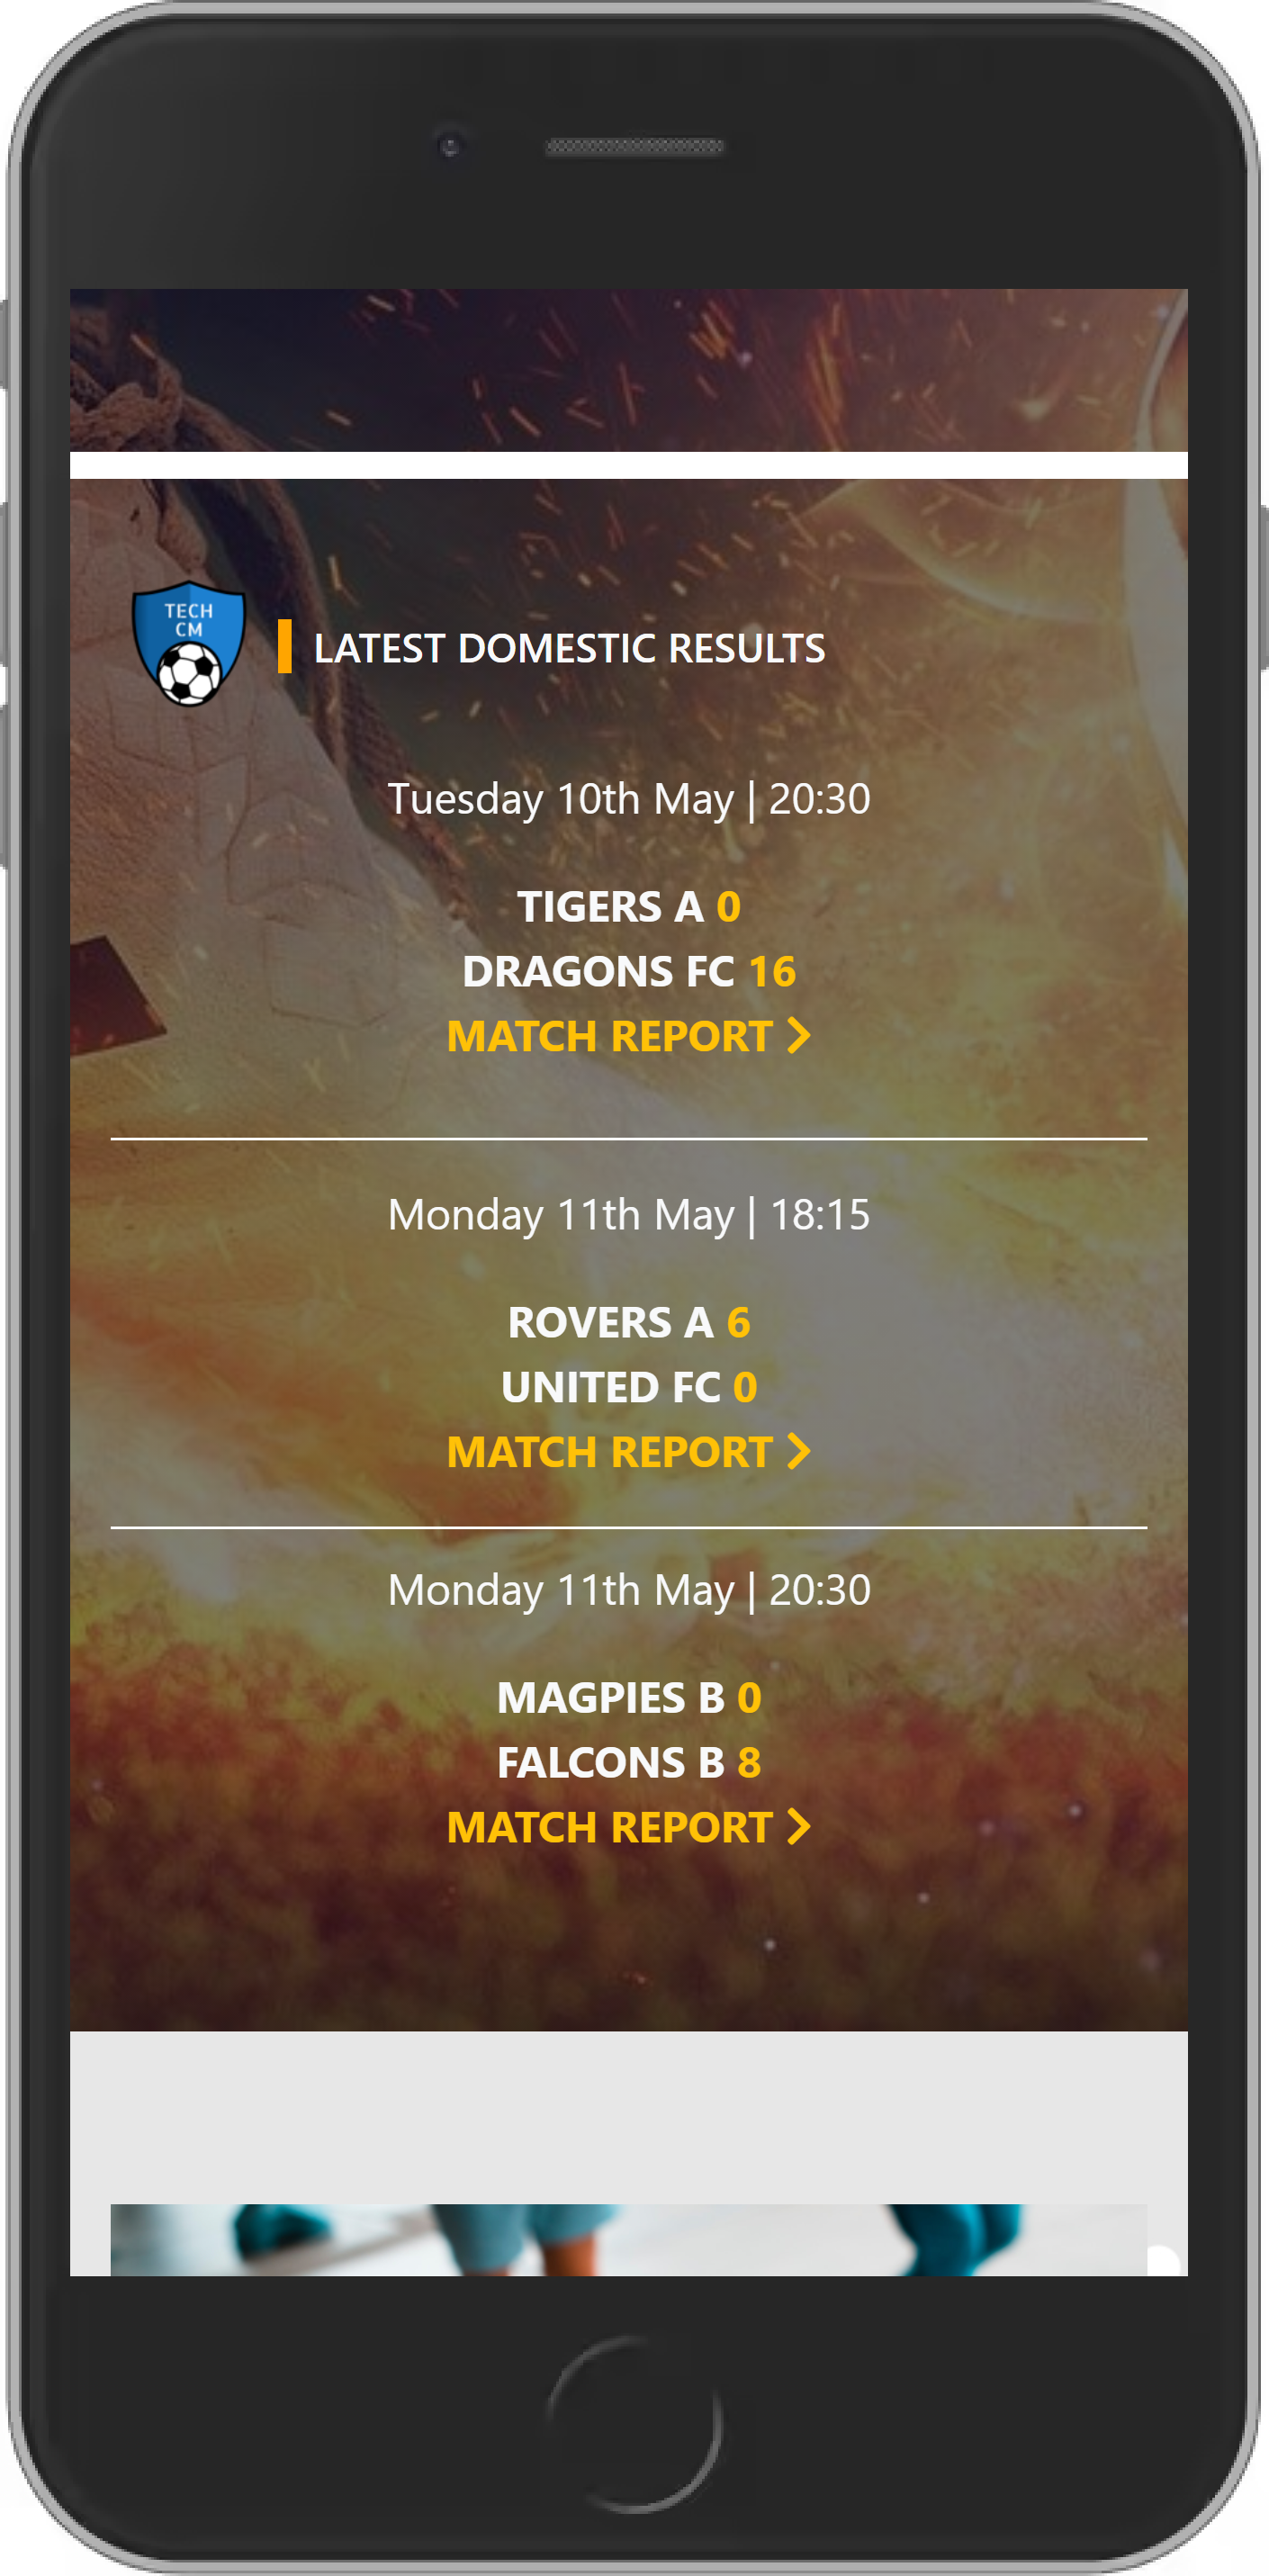 TECH
CM
LATEST DOMESTIC RESULTS
Tuesday 10th May | 20:30
TIGERS A 0
DRAGONS FC 16
MATCH REPORT
Monday 11th May | 18:15
ROVERS A 6
UNITED FC 0
MATCH REPORT
Monday 11th May | 20:30
MAGPIES B 0
FALCONS B 8
MATCH REPORT